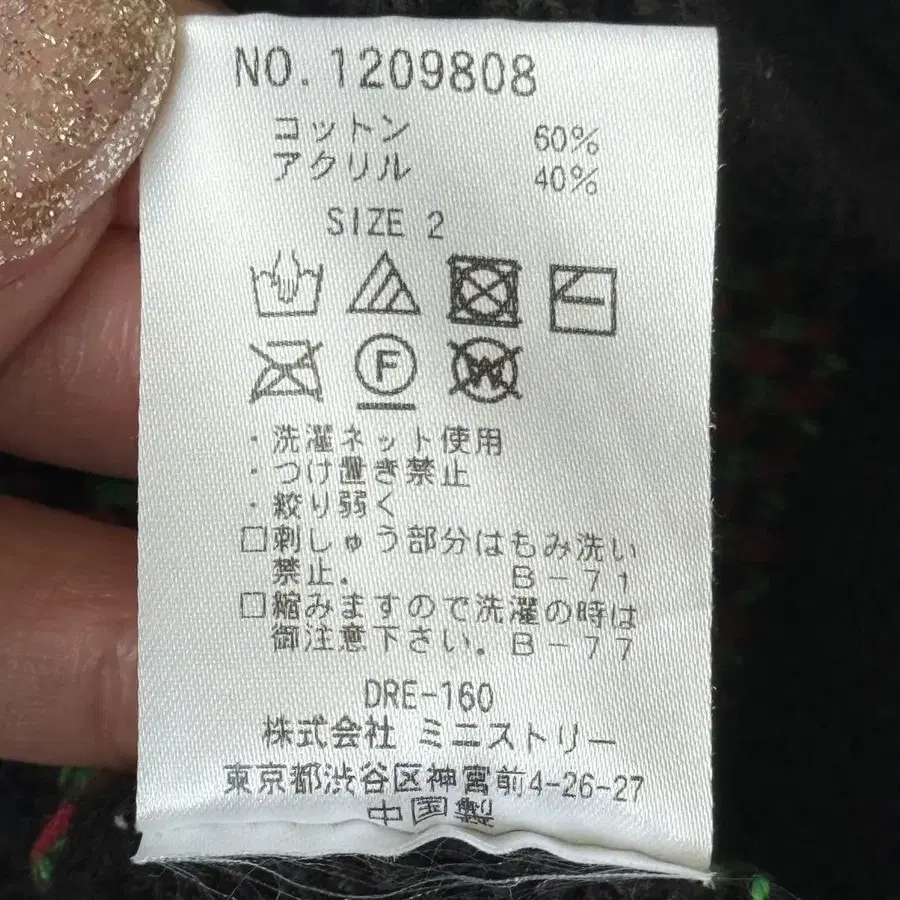 NO.1209808
コットン 60%
アクリル 40%
SIZE 2
F
W
・洗濯ネット使用
・つけ置き禁止
・絞り弱く
□刺しゅう部分はもみ洗い
禁止. B-71
□縮みますので洗濯の時は
御注意下さい. B-77
DRE-160
株式会社 ミニストリー
東京都渋谷区神宮前4-26-27
中国製